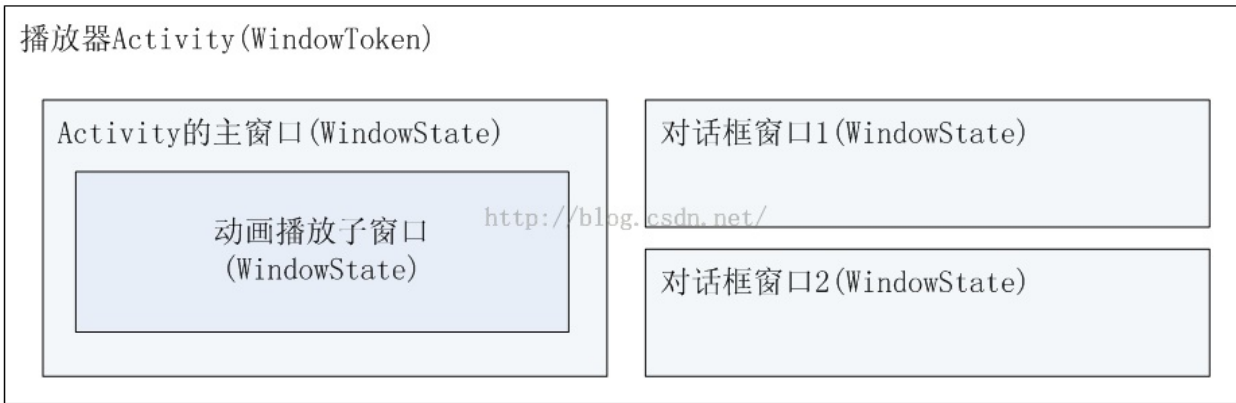 播放器Activity(WindowToken)
Activity的主窗口(WindowState)
动画播放子窗口
(WindowState)
对话框窗口1(WindowState)
对话框窗口2(WindowState)
http://blog.csdn.net/